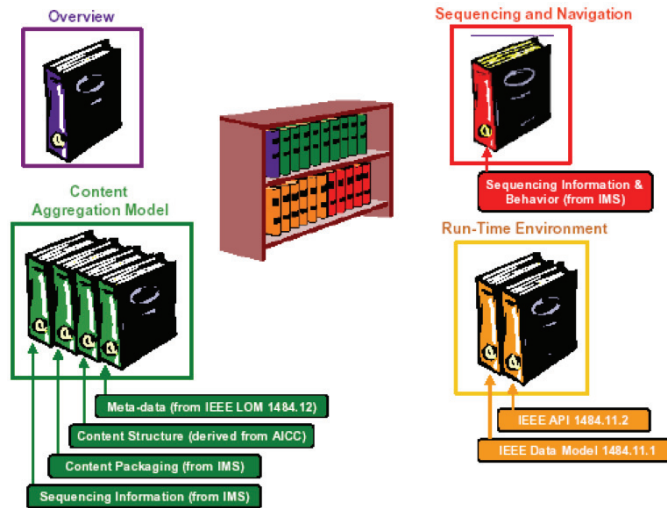 Overview
Sequencing and Navigation
Sequencing Information &
Behavior (from IMS)
Content
Aggregation Model
Run-Time Environment
Meta-data (from IEEE LOM 1484.12)
Content Structure (derived from AICC)
Content Packaging (from IMS)
Sequencing Information (from IMS)
IEEE API 1484.11.2
IEEE Data Model 1484.11.1